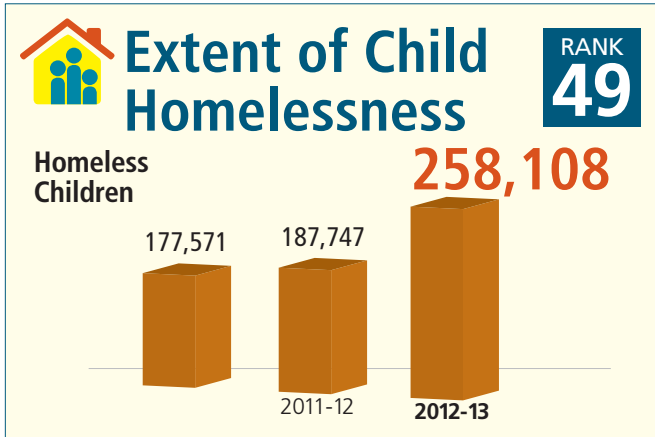 Extent of Child
Homelessness
RANK
49
Homeless
Children
258,108
177,571
187,747
2011-12
2012-13